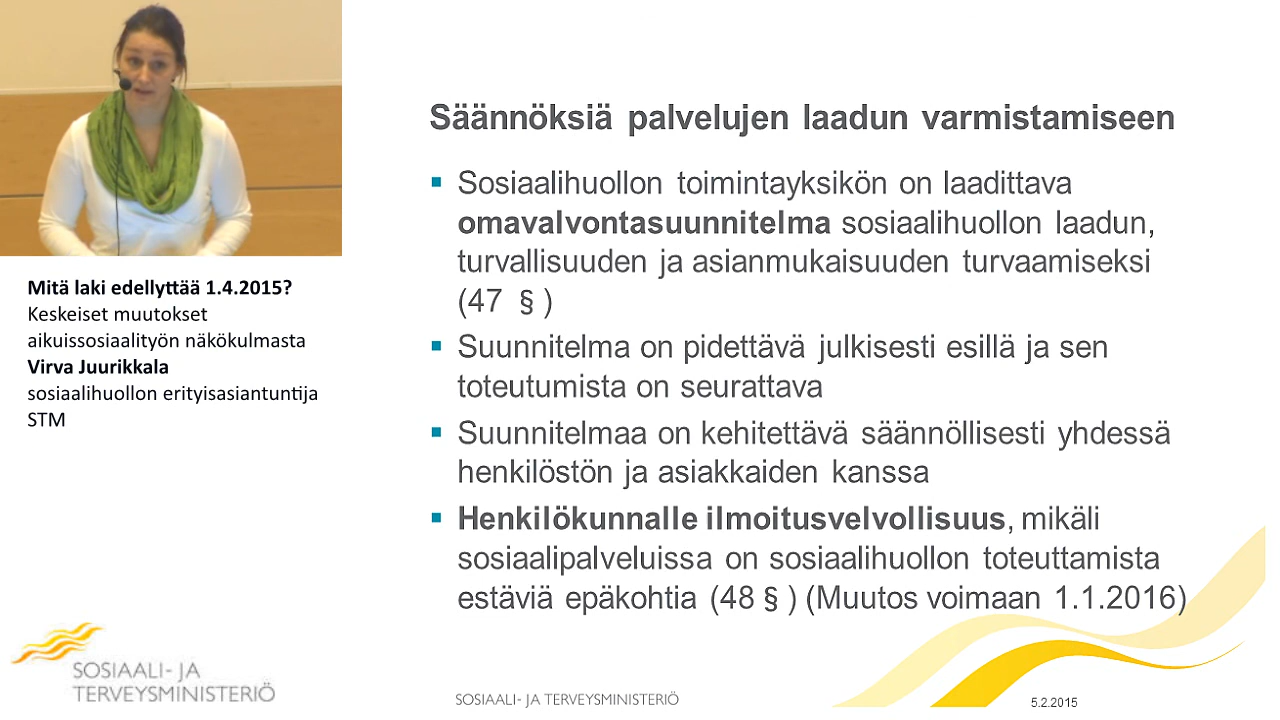 Säännöksiä palvelujen laadun varmistamiseen
Sosiaalihuollon toimintayksikön on laadittava
omavalvontasuunnitelma sosiaalihuollon laadun,
turvallisuuden ja asianmukaisuuden turvaamiseksi
(47 § )
Suunnitelma on pidettävä julkisesti esillä ja sen
toteutumista on seurattava
Suunnitelmaa on kehitettävä säännöllisesti yhdessä
henkilöstön ja asiakkaiden kanssa
Henkilökunnalle ilmoitusvelvollisuus, mikäli
sosiaalipalveluissa on sosiaalihuollon toteuttamista
estäviä epäkohtia (48 § ) (Muutos voimaan 1.1.2016)
Mitä laki edellyttää 1.4.2015?
Keskeiset muutokset
aikuissosiaalityön näkökulmasta
Virva Juurikkala
sosiaalihuollon erityisasiantuntija
STM
SOSIAALI- JA
TERVEYSMINISTERIÖ
SOSIAALI- JA TERVEYSMINISTERIÖ
5.2.2015